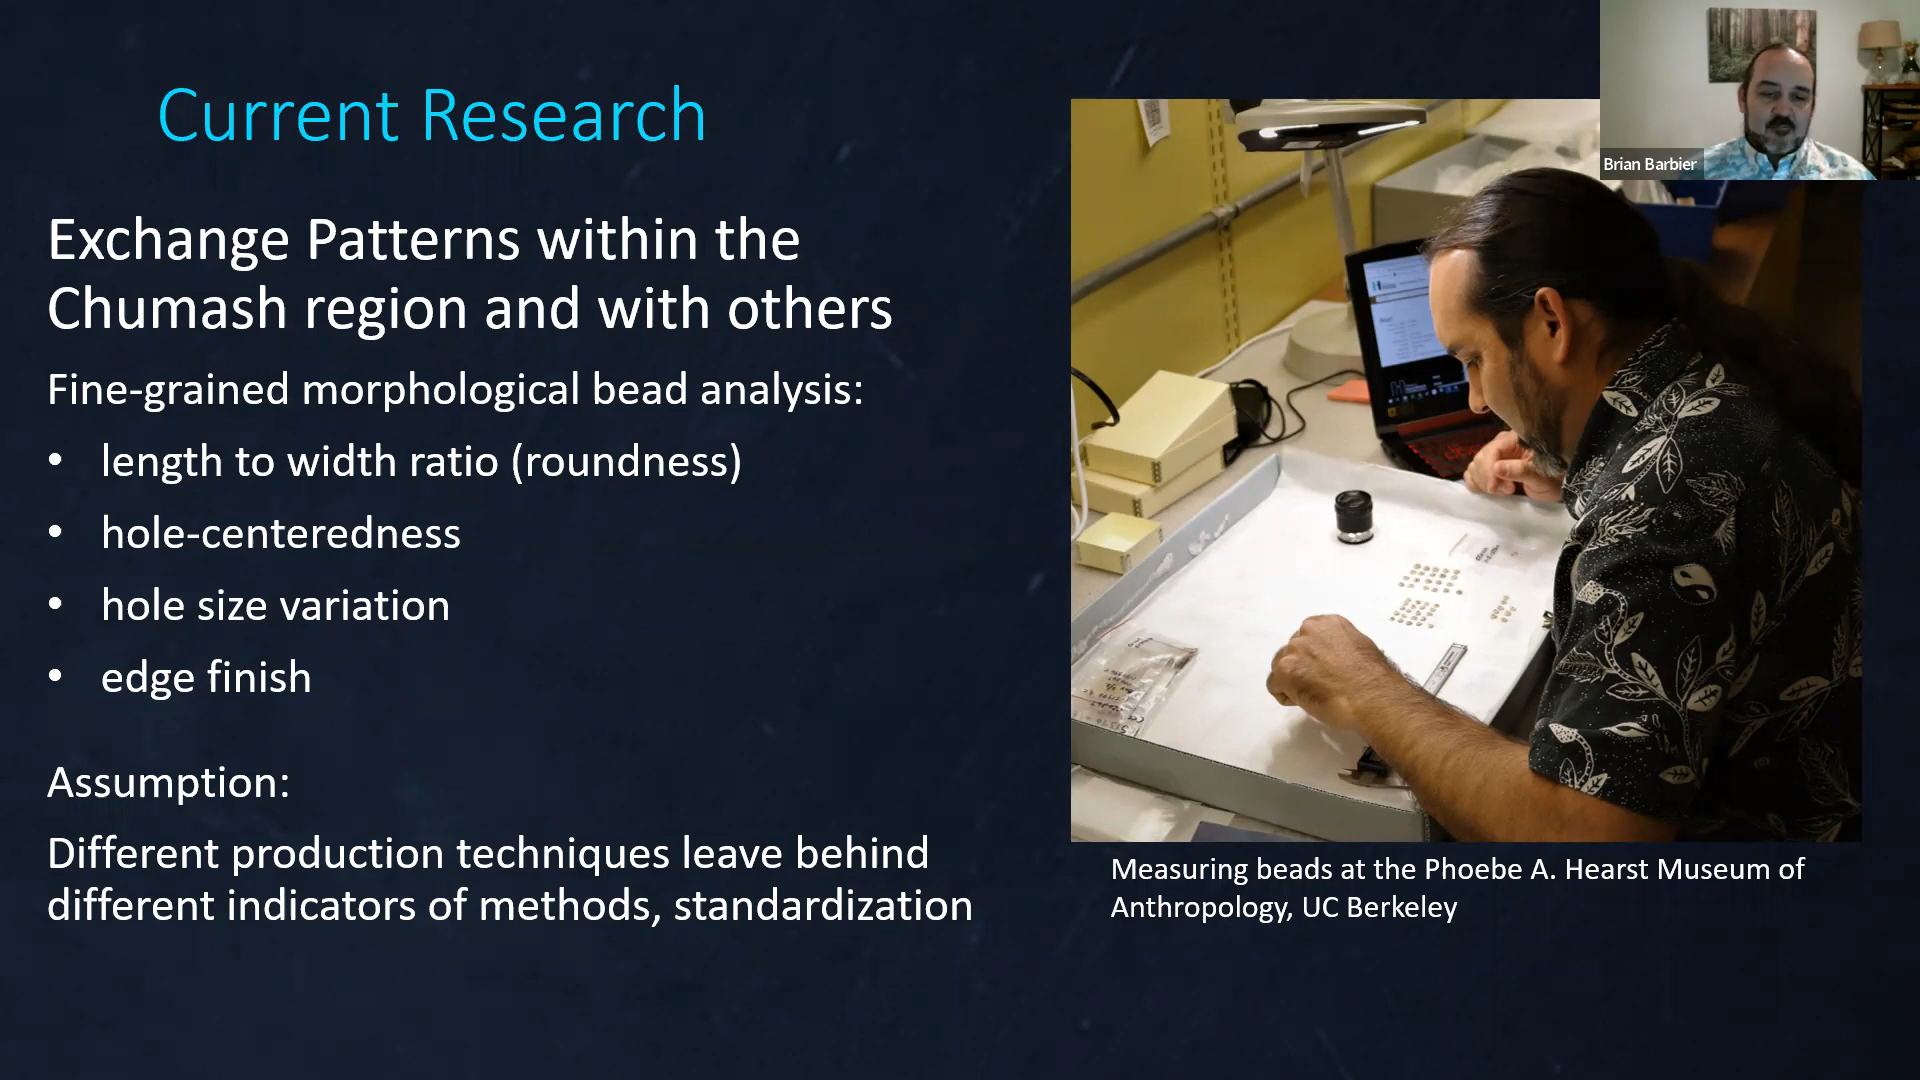 Current Research
Exchange Patterns within the
Chumash region and with others
Fine-grained morphological bead analysis:
• length to width ratio (roundness)
• hole-centeredness
• hole size variation
• edge finish
Assumption:
Different production techniques leave behind
different indicators of methods, standardization
Brian Barbier
Measuring beads at the Phoebe A. Hearst Museum of
Anthropology, UC Berkeley